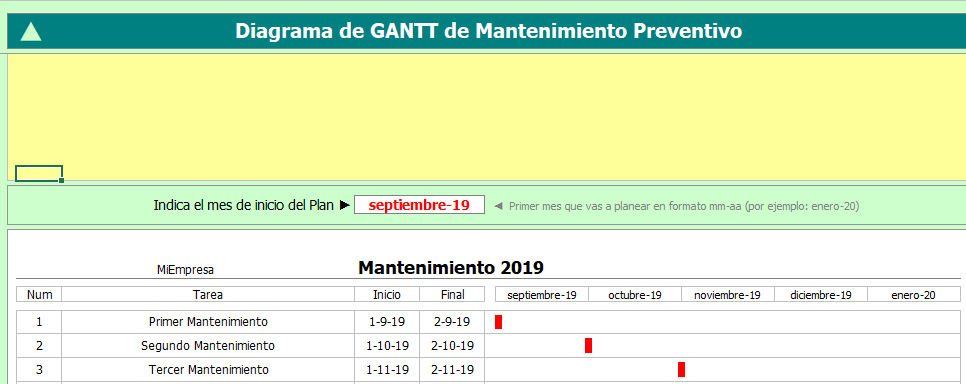 Diagrama de GANTT de Mantenimiento Preventivo
Indica el mes de inicio del Plan ► septiembre-19 ◄ Primer mes que vas a planear en formato mm-aa (por ejemplo: enero-20)
MiEmpresa Mantenimiento 2019
Num Tarea Inicio Final septiembre-19 octubre-19 noviembre-19 diciembre-19 enero-20
1 Primer Mantenimiento 1-9-19 2-9-19
2 Segundo Mantenimiento 1-10-19 2-10-19
3 Tercer Mantenimiento 1-11-19 2-11-19